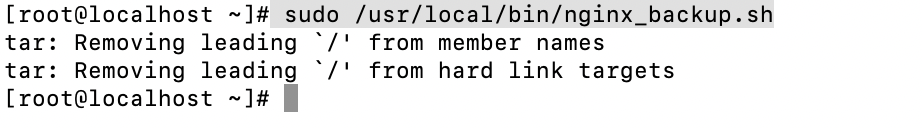 [root@localhost ~]# sudo /usr/local/bin/nginx_backup.sh
tar: Removing leading `/' from member names
tar: Removing leading `/' from hard link targets
[root@localhost ~]#